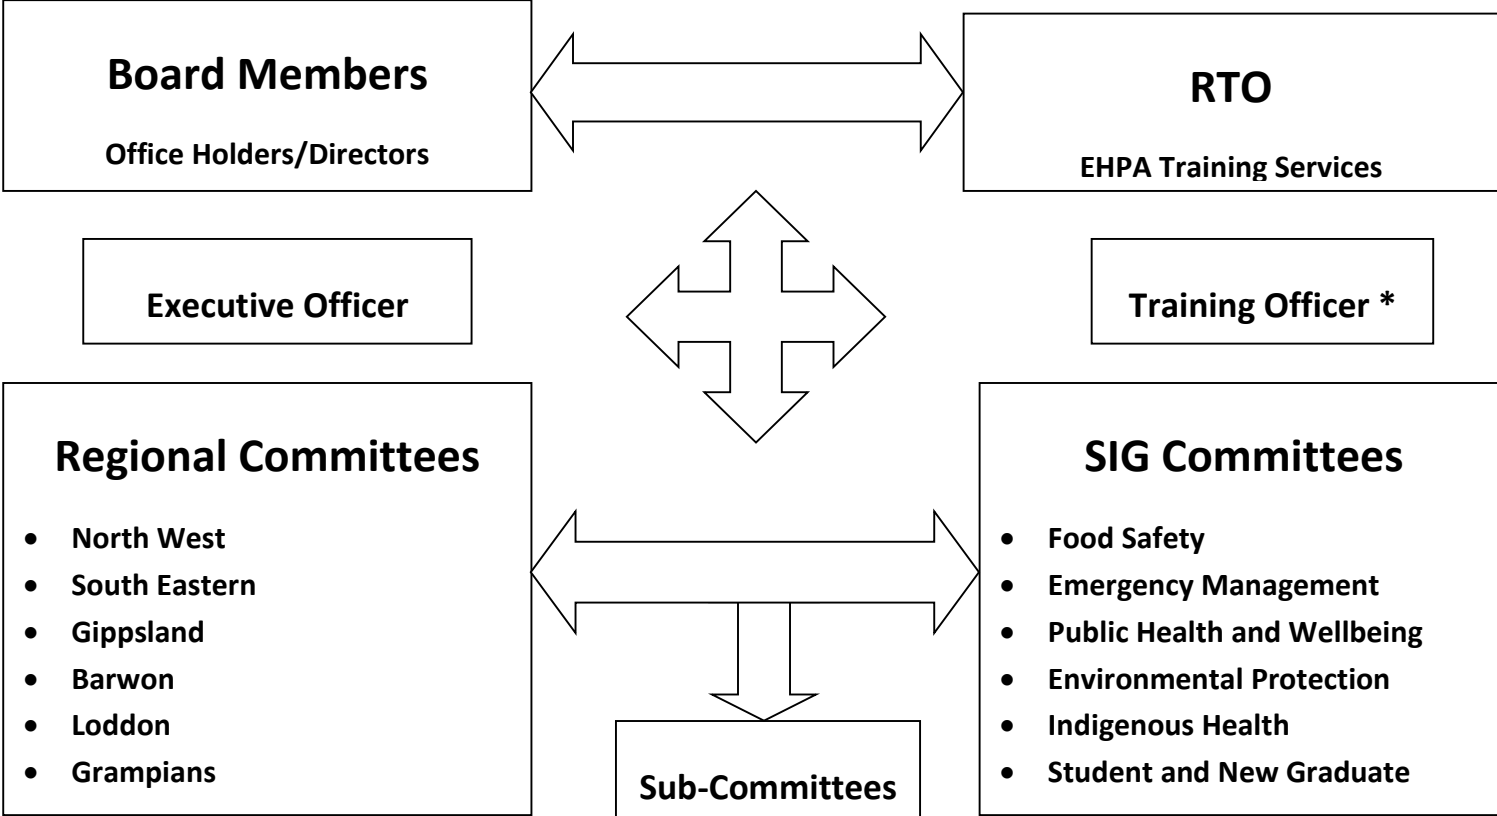 Board Members
Office Holders/Directors
RTO
EHPA Training Services
Executive Officer
Training Officer *
Regional Committees
• North West
• South Eastern
• Gippsland
• Barwon
• Loddon
• Grampians
SIG Committees
• Food Safety
• Emergency Management
• Public Health and Wellbeing
• Environmental Protection
• Indigenous Health
• Student and New Graduate
Sub-Committees